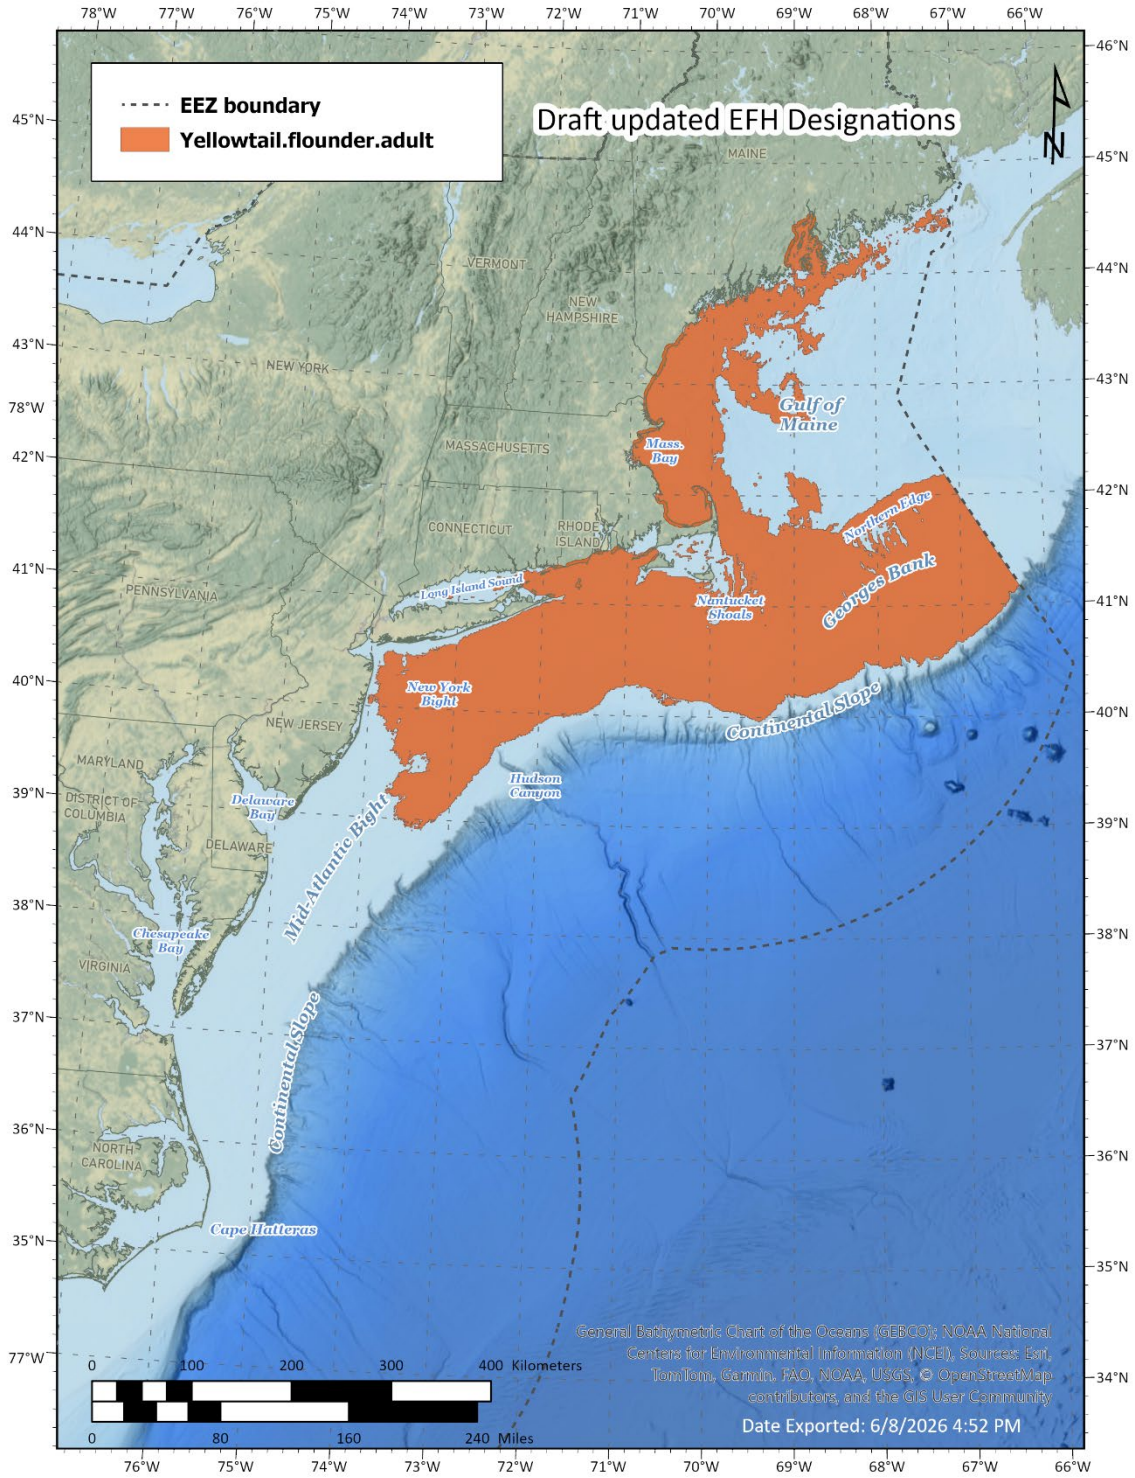 78°W 77°W 76°W 75°W 74°W 73°W 72°W 71°W 70°W 69°W 68°W 67°W 66°W
EEZ boundary
Yellowtail.flounder.adult
Draft updated EFH Designations
N
46°N
45°N
45°N
MAINE
44°N
44°N
VERMONT
NEW
HAMPSHIRE
43°N
43°N
NEW YORK
78°W
Gulf of
Maine
MASSACHUSETTS
Mass.
Bay
42°N
42°N
Northern Edge
CONNECTICUT
RHODE
ISLAND
41°N
41°N
PENNSYLVANIA
Long Island Sound
Nantucket
Shoals
Georges Bank
40°N
40°N
New York
Bight
NEW JERSEY
Continental Slope
MARYLAND
Hudson
Canyon
39°N
39°N
DISTRICT OF
COLUMBIA
Delaware
Bay
DELAWARE
Mid-Atlantic Bight
38°N
38°N
Chesapeake
Bay
VIRGINIA
37°N
37°N
Continental Slope
36°N
36°N
NORTH
CAROLINA
Cape Hatteras
35°N
35°N
General Bathymetric Chart of the Oceans (GEBCO); NOAA National
Centers for Environmental Information (NCEI), Sources: Esri,
TomTom, Garmin, FAO, NOAA, USGS, © OpenStreetMap
contributors, and the GIS User Community
34°N
77°W
0 100 200 300 400 Kilometers
0 80 160 240 Miles
Date Exported: 6/8/2026 4:52 PM
76°W 75°W 74°W 73°W 72°W 71°W 70°W 69°W 68°W 67°W 66°W